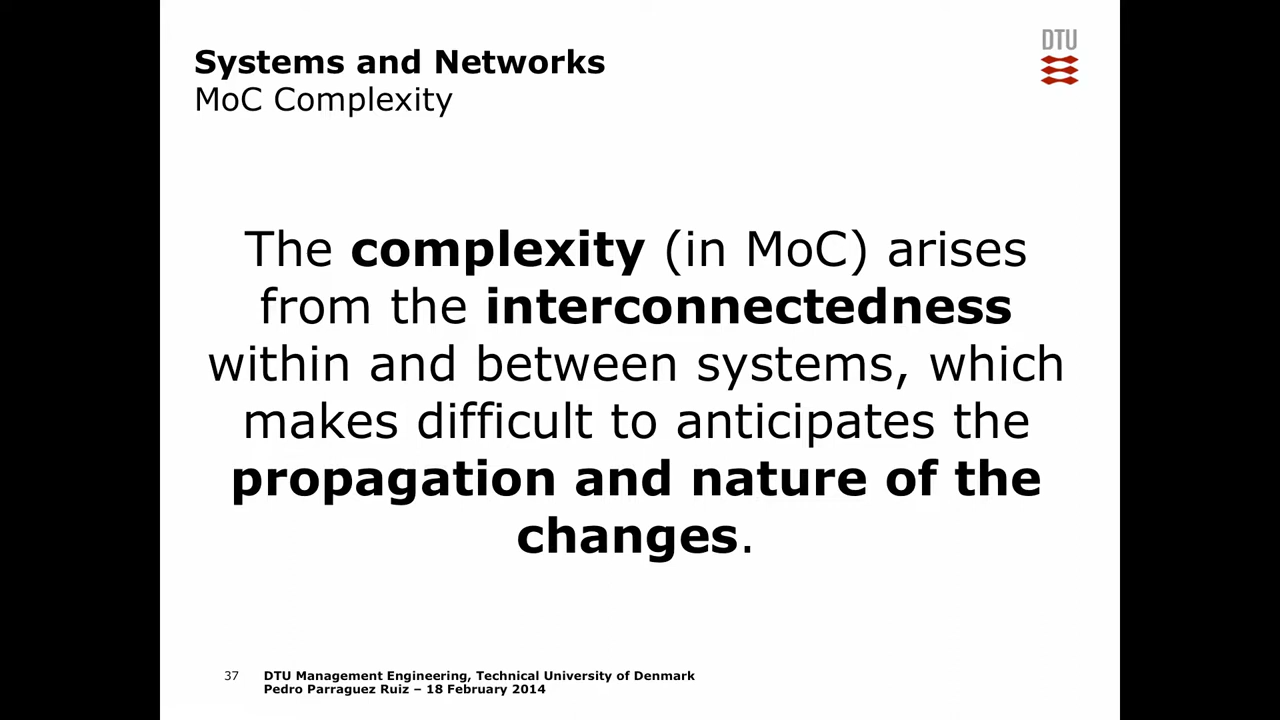 Systems and Networks
MoC Complexity
DTU
The complexity (in MoC) arises
from the interconnectedness
within and between systems, which
makes difficult to anticipates the
propagation and nature of the
changes.
37 DTU Management Engineering, Technical University of Denmark
Pedro Parraguez Ruiz – 18 February 2014